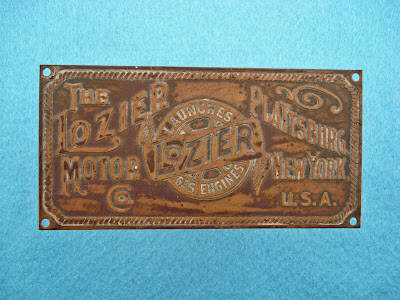 THE
LOZIER
MOTOR
Co
LAUNCHES
LOZIER
GAS ENGINES
PLATTSBURG
NEW YORK
U.S.A.